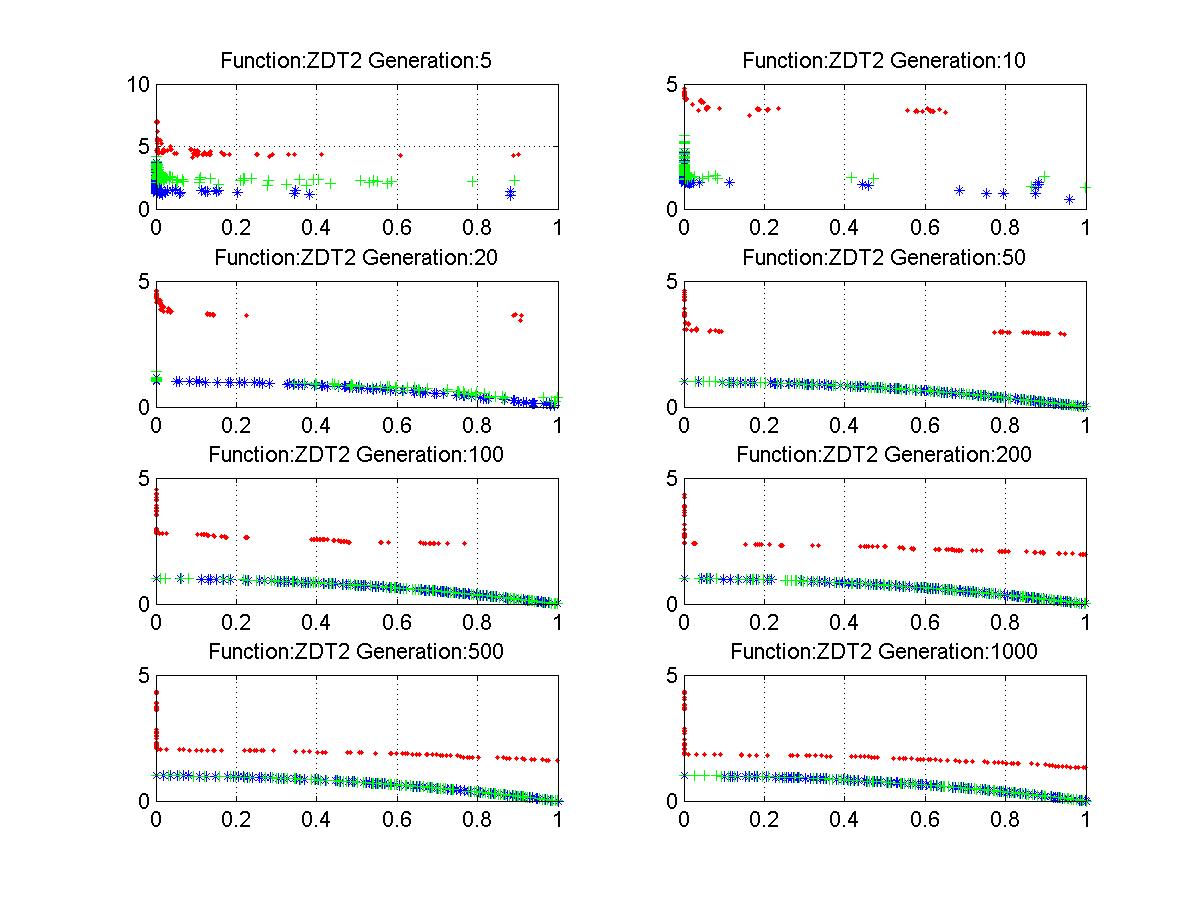 Function:ZDT2 Generation:5
10
5
0
0 0.2 0.4 0.6 0.8 1
Function:ZDT2 Generation:10
5
0
0 0.2 0.4 0.6 0.8 1
Function:ZDT2 Generation:20
5
0
0 0.2 0.4 0.6 0.8 1
Function:ZDT2 Generation:50
5
0
0 0.2 0.4 0.6 0.8 1
Function:ZDT2 Generation:100
5
0
0 0.2 0.4 0.6 0.8 1
Function:ZDT2 Generation:200
5
0
0 0.2 0.4 0.6 0.8 1
Function:ZDT2 Generation:500
5
0
0 0.2 0.4 0.6 0.8 1
Function:ZDT2 Generation:1000
5
0
0 0.2 0.4 0.6 0.8 1